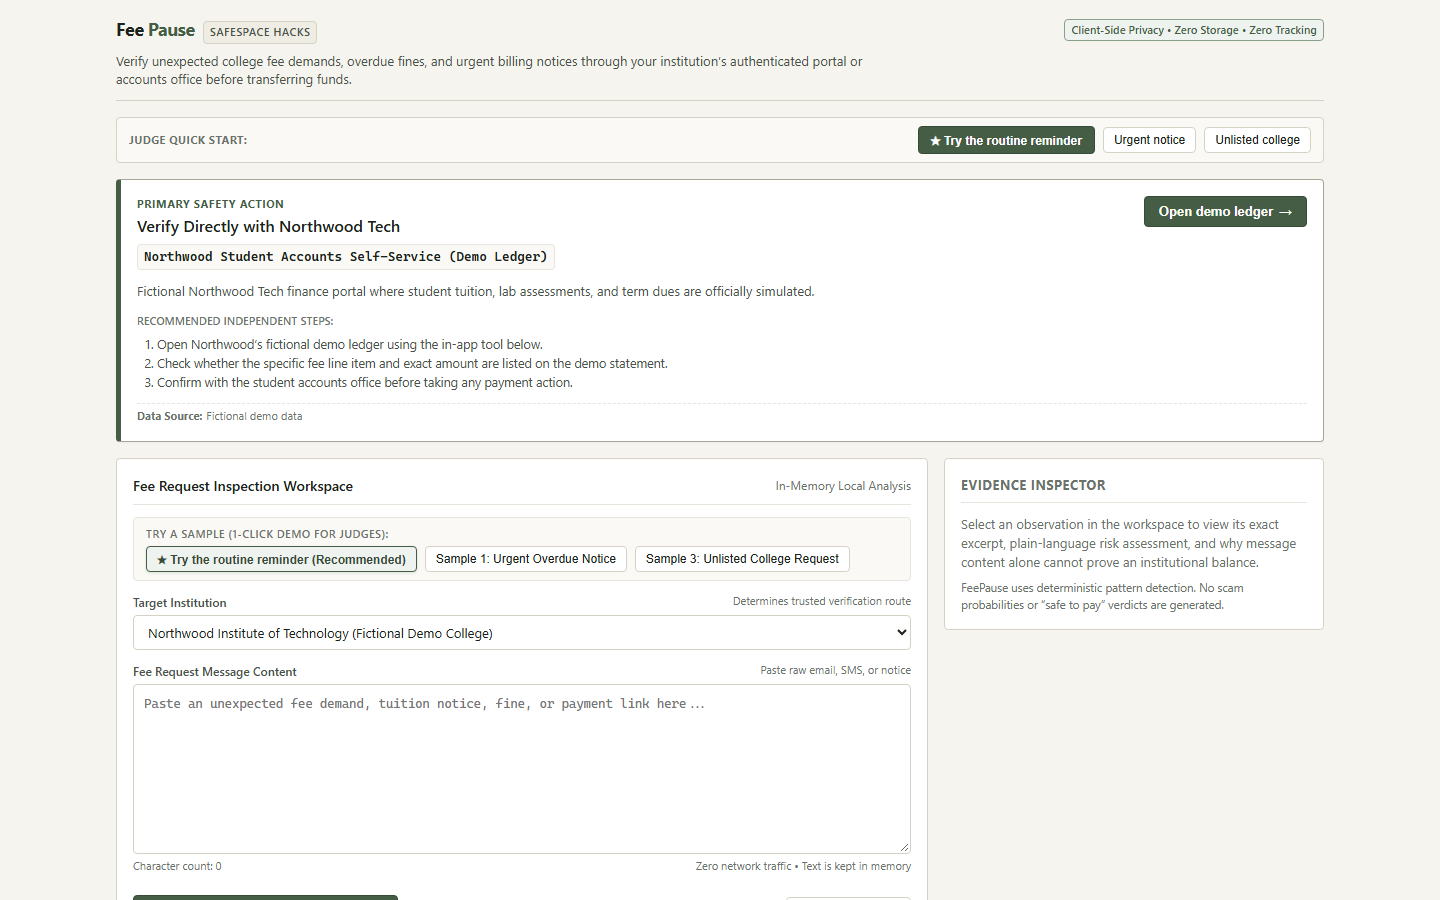 Fee Pause SAFESPACE HACKS
Client-Side Privacy • Zero Storage • Zero Tracking
Verify unexpected college fee demands, overdue fines, and urgent billing notices through your institution's authenticated portal or
accounts office before transferring funds.
JUDGE QUICK START:
★ Try the routine reminder
Urgent notice
Unlisted college
PRIMARY SAFETY ACTION
Verify Directly with Northwood Tech
Open demo ledger →
Northwood Student Accounts Self-Service (Demo Ledger)
Fictional Northwood Tech finance portal where student tuition, lab assessments, and term dues are officially simulated.
RECOMMENDED INDEPENDENT STEPS:
1. Open Northwood's fictional demo ledger using the in-app tool below.
2. Check whether the specific fee line item and exact amount are listed on the demo statement.
3. Confirm with the student accounts office before taking any payment action.
Data Source: Fictional demo data
Fee Request Inspection Workspace
In-Memory Local Analysis
TRY A SAMPLE (1-CLICK DEMO FOR JUDGES):
★ Try the routine reminder (Recommended)
Sample 1: Urgent Overdue Notice
Sample 3: Unlisted College Request
Target Institution
Determines trusted verification route
Northwood Institute of Technology (Fictional Demo College)
Fee Request Message Content
Paste raw email, SMS, or notice
Paste an unexpected fee demand, tuition notice, fine, or payment link here...
Character count: 0
Zero network traffic • Text is kept in memory
EVIDENCE INSPECTOR
Select an observation in the workspace to view its exact
excerpt, plain-language risk assessment, and why message
content alone cannot prove an institutional balance.
FeePause uses deterministic pattern detection. No scam
probabilities or "safe to pay" verdicts are generated.